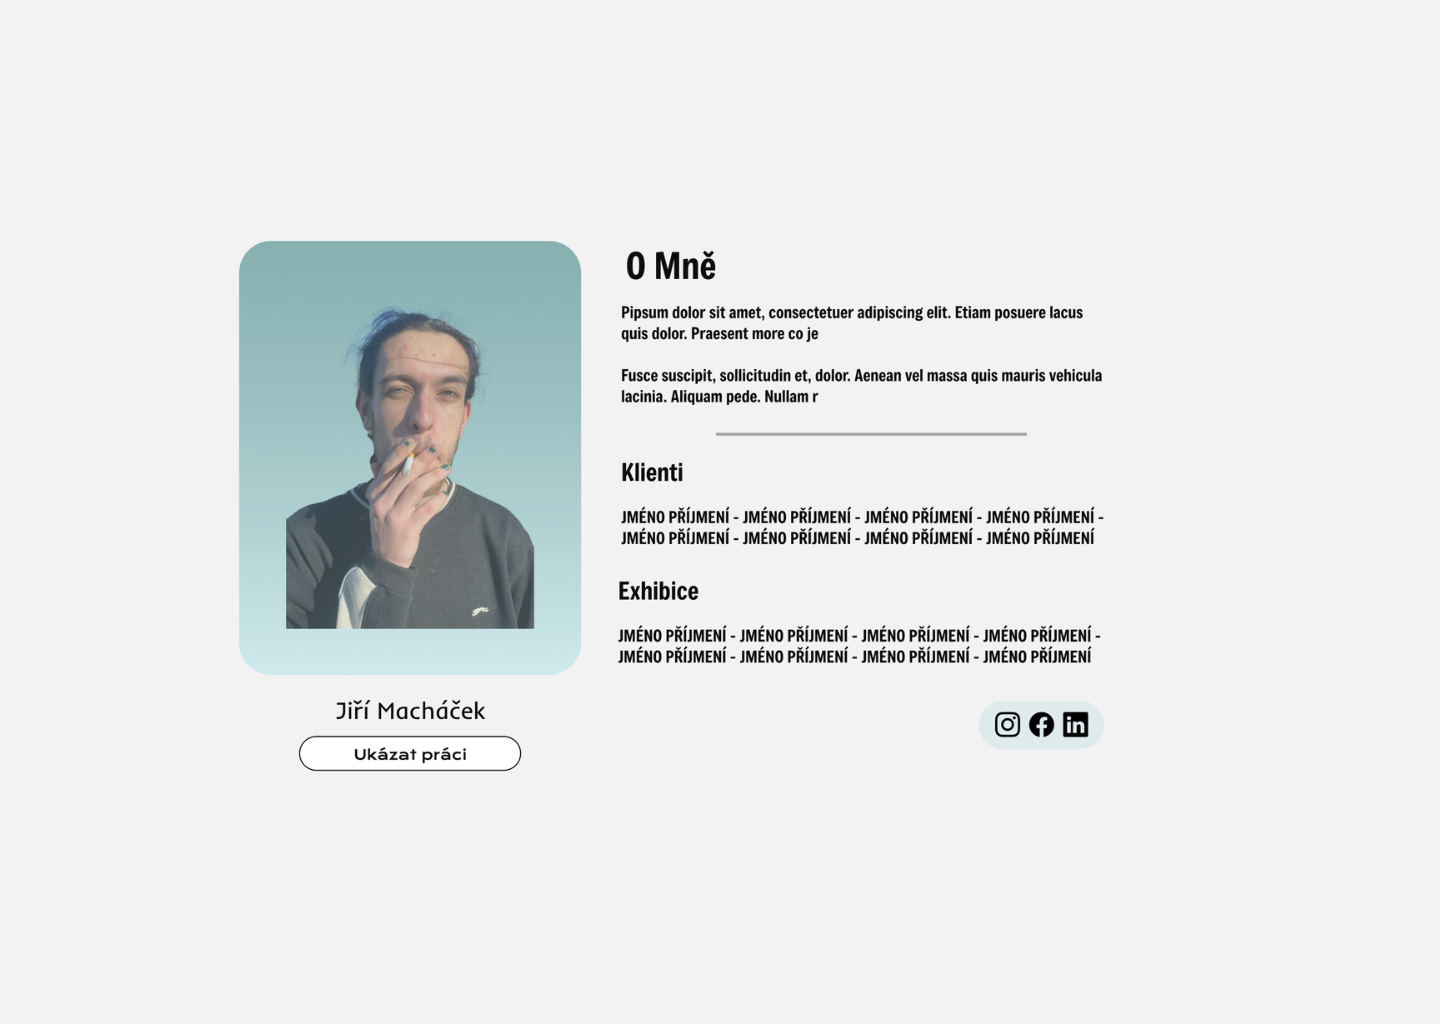 O Mně
Pipsum dolor sit amet, consectetuer adipiscing elit. Etiam posuere lacus
quis dolor. Praesent more co je
Fusce suscipit, sollicitudin et, dolor. Aenean vel massa quis mauris vehicula
lacinia. Aliquam pede. Nullam r
Klienti
JMÉNO PŘÍJMENÍ - JMÉNO PŘÍJMENÍ - JMÉNO PŘÍJMENÍ - JMÉNO PŘÍJMENÍ -
JMÉNO PŘÍJMENÍ - JMÉNO PŘÍJMENÍ - JMÉNO PŘÍJMENÍ - JMÉNO PŘÍJMENÍ
Exhibice
JMÉNO PŘÍJMENÍ - JMÉNO PŘÍJMENÍ - JMÉNO PŘÍJMENÍ - JMÉNO PŘÍJMENÍ -
JMÉNO PŘÍJMENÍ - JMÉNO PŘÍJMENÍ - JMÉNO PŘÍJMENÍ - JMÉNO PŘÍJMENÍ
Jiří Macháček
Ukázat práci
in